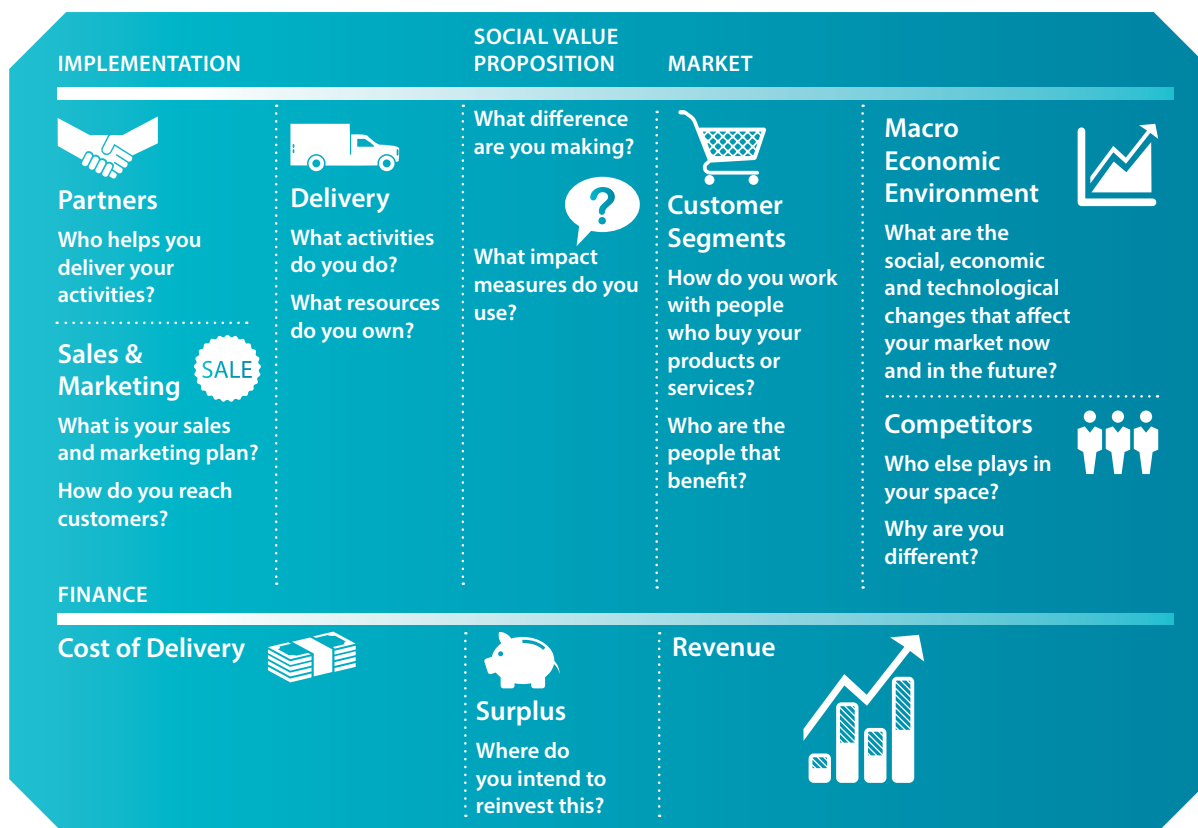 IMPLEMENTATION
SOCIAL VALUE
PROPOSITION
MARKET
Partners
Who helps you
deliver your
activities?
Sales &
Marketing
SALE
What is your sales
and marketing plan?
How do you reach
customers?
Delivery
What activities
do you do?
What resources
do you own?
What difference
are you making?
?
What impact
measures do you
use?
Customer
Segments
How do you work
with people
who buy your
products or
services?
Who are the
people that
benefit?
Macro
Economic
Environment
What are the
social, economic
and technological
changes that affect
your market now
and in the future?
Competitors
Who else plays in
your space?
Why are you
different?
FINANCE
Cost of Delivery
Surplus
Where do
you intend to
reinvest this?
Revenue